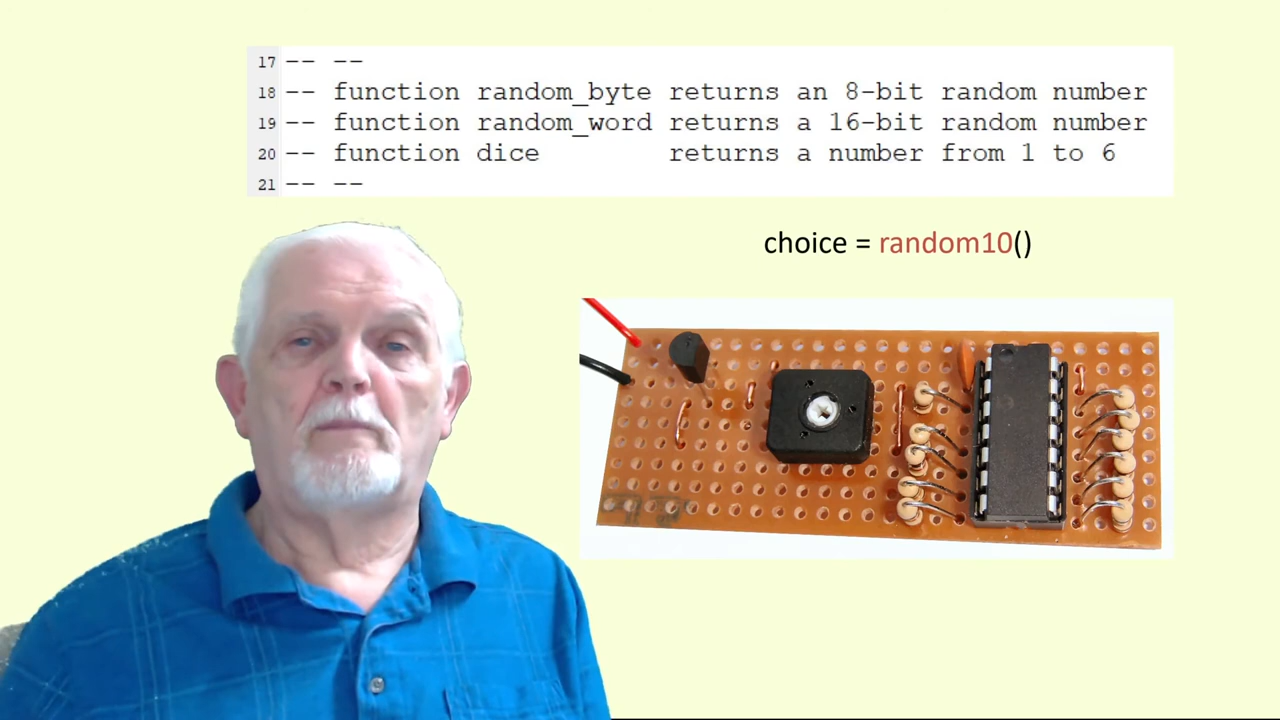 17 -- --
18 -- function random_byte returns an 8-bit random number
19 -- function random_word returns a 16-bit random number
20 -- function dice        returns a number from 1 to 6
21 -- --
choice = random10()